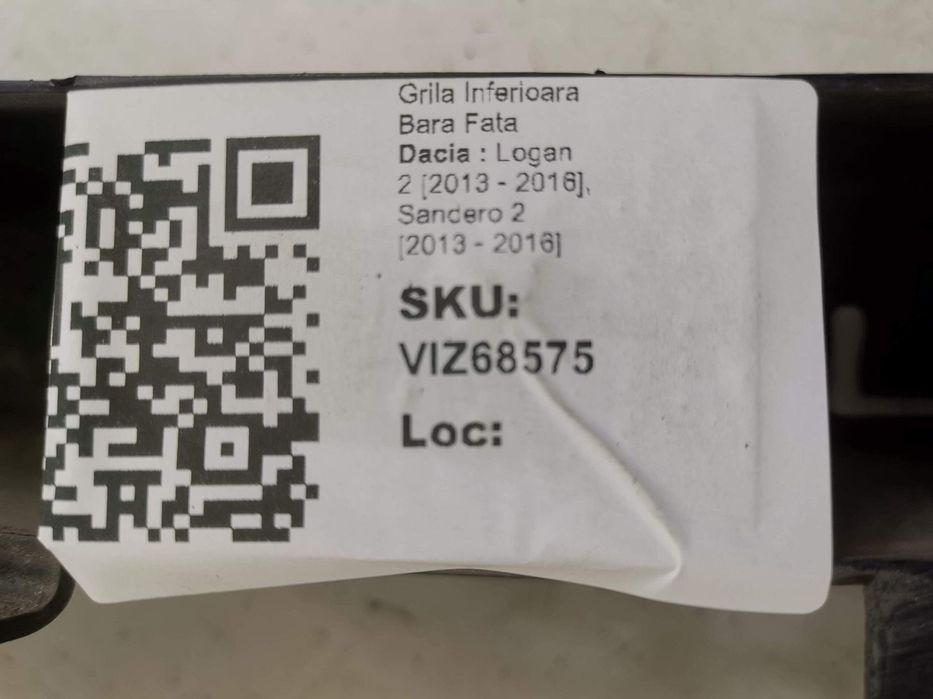 Grila Inferioara
Bara Fata
Dacia : Logan
2 [2013 - 2016],
Sandero 2
[2013 - 2016]
SKU:
VIZ68575
Loc: